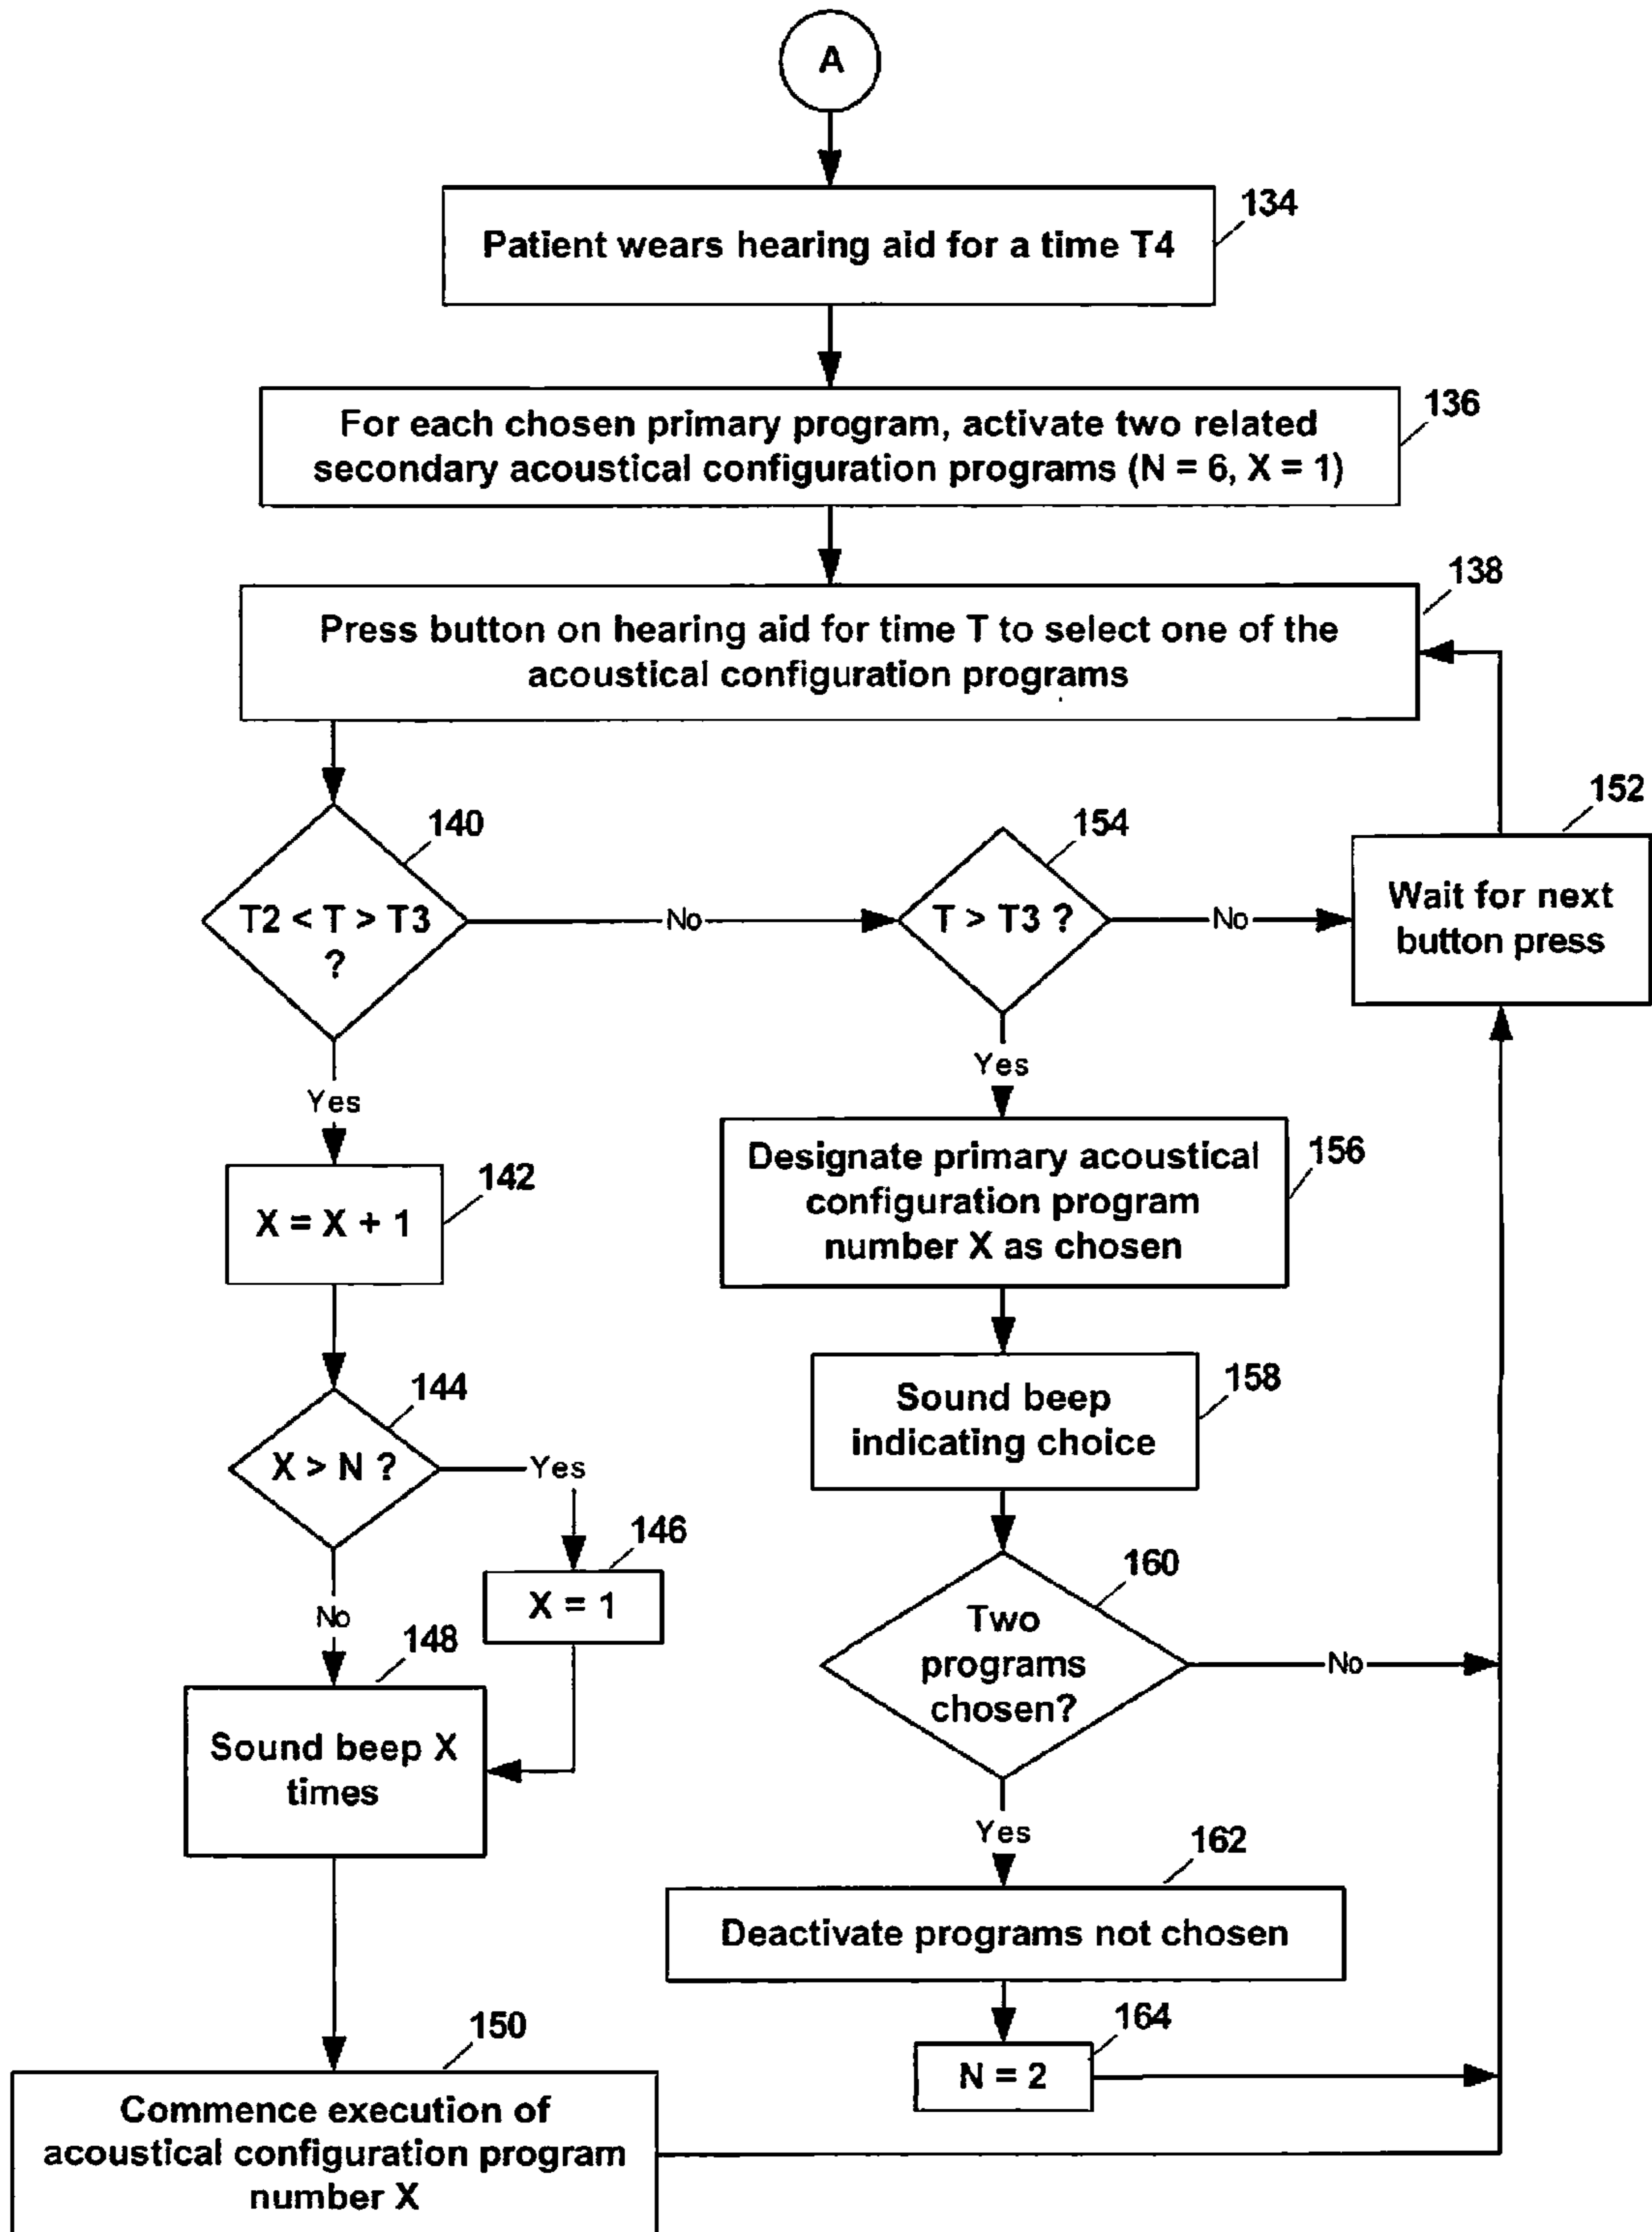 A
134
Patient wears hearing aid for a time T4
136
For each chosen primary program, activate two related
secondary acoustical configuration programs (N = 6, X = 1)
138
Press button on hearing aid for time T to select one of the
acoustical configuration programs
140
T2 < T > T3
?
No
154
T > T3 ?
No
152
Wait for next
button press
Yes
142
X = X + 1
144
X > N ?
Yes
146
X = 1
No
148
Sound beep X
times
150
Commence execution of
acoustical configuration program
number X
Yes
156
Designate primary acoustical
configuration program
number X as chosen
158
Sound beep
indicating choice
160
Two
programs
chosen?
No
Yes
162
Deactivate programs not chosen
164
N = 2